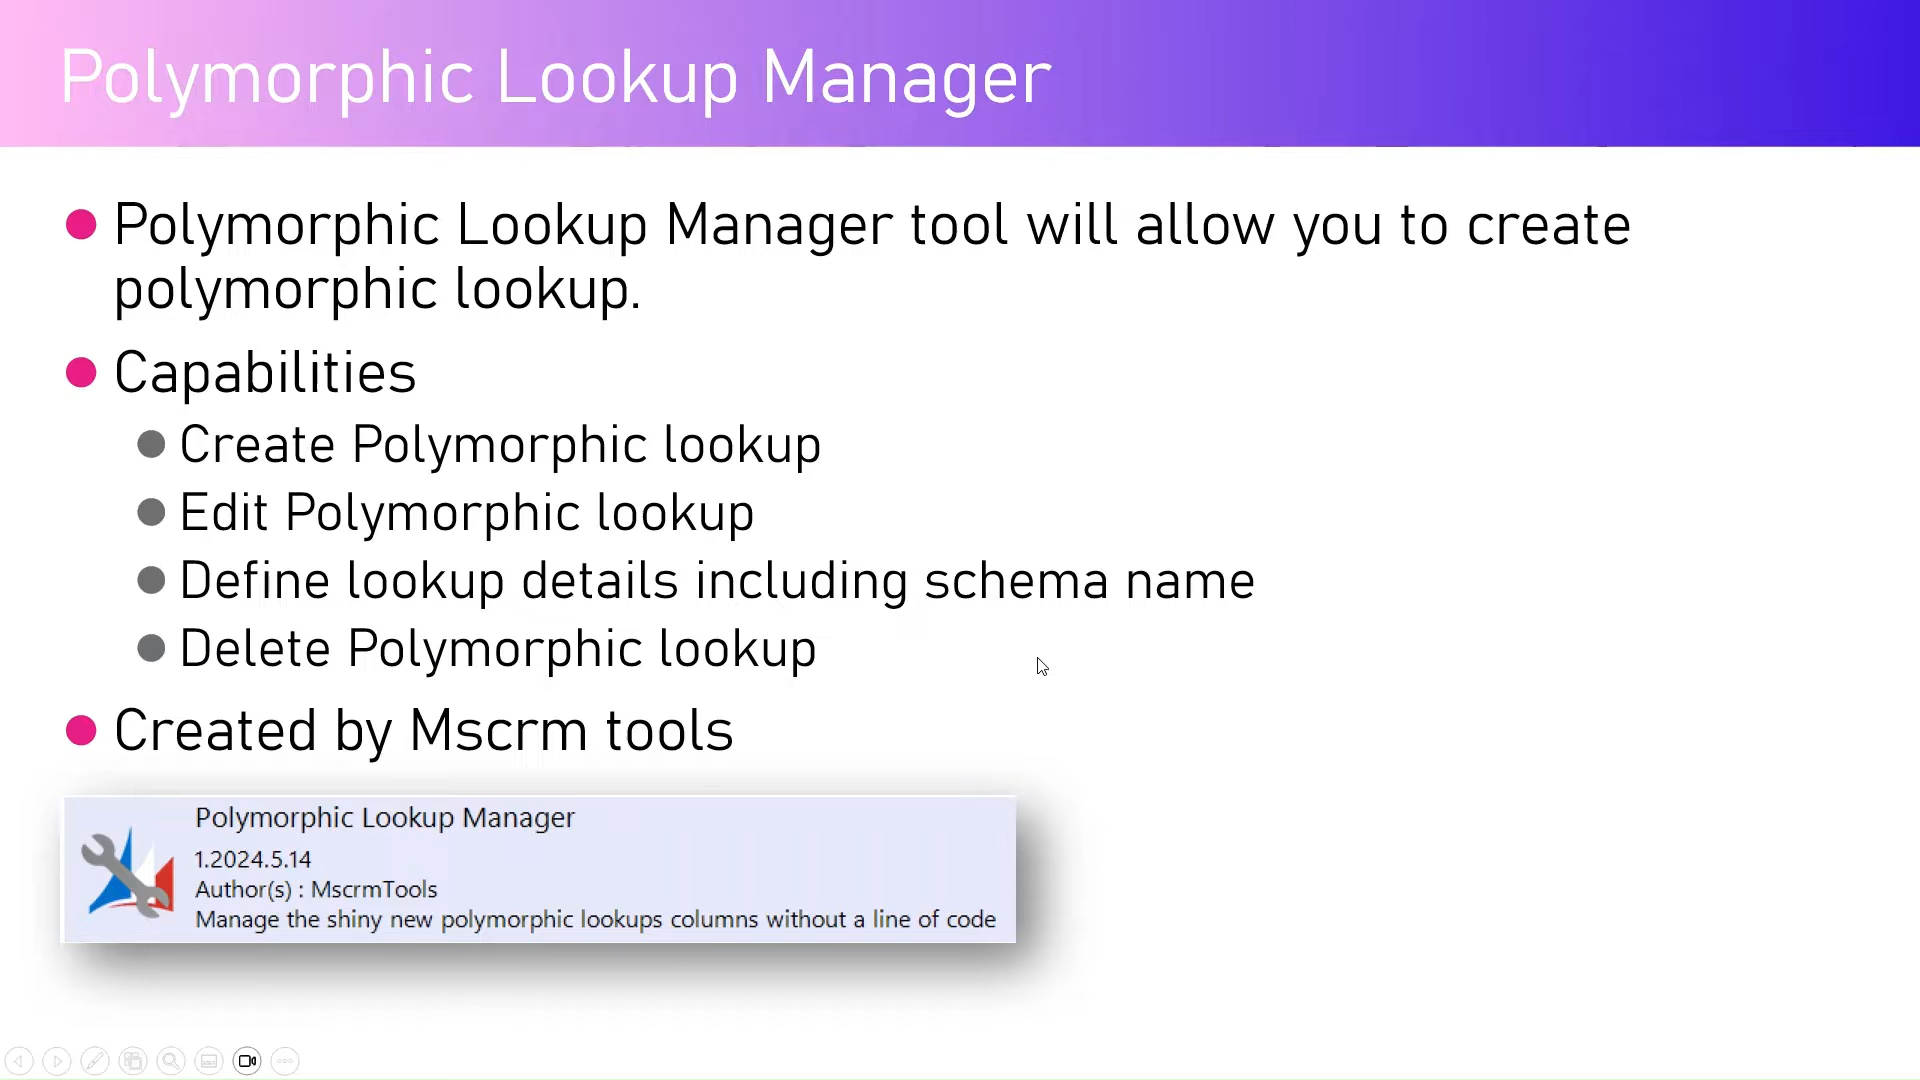 Polymorphic Lookup Manager
Polymorphic Lookup Manager tool will allow you to create
polymorphic lookup.
Capabilities
Create Polymorphic lookup
Edit Polymorphic lookup
Define lookup details including schema name
Delete Polymorphic lookup
Created by Mscrm tools
Polymorphic Lookup Manager
1.2024.5.14
Author(s) : MscrmTools
Manage the shiny new polymorphic lookups columns without a line of code